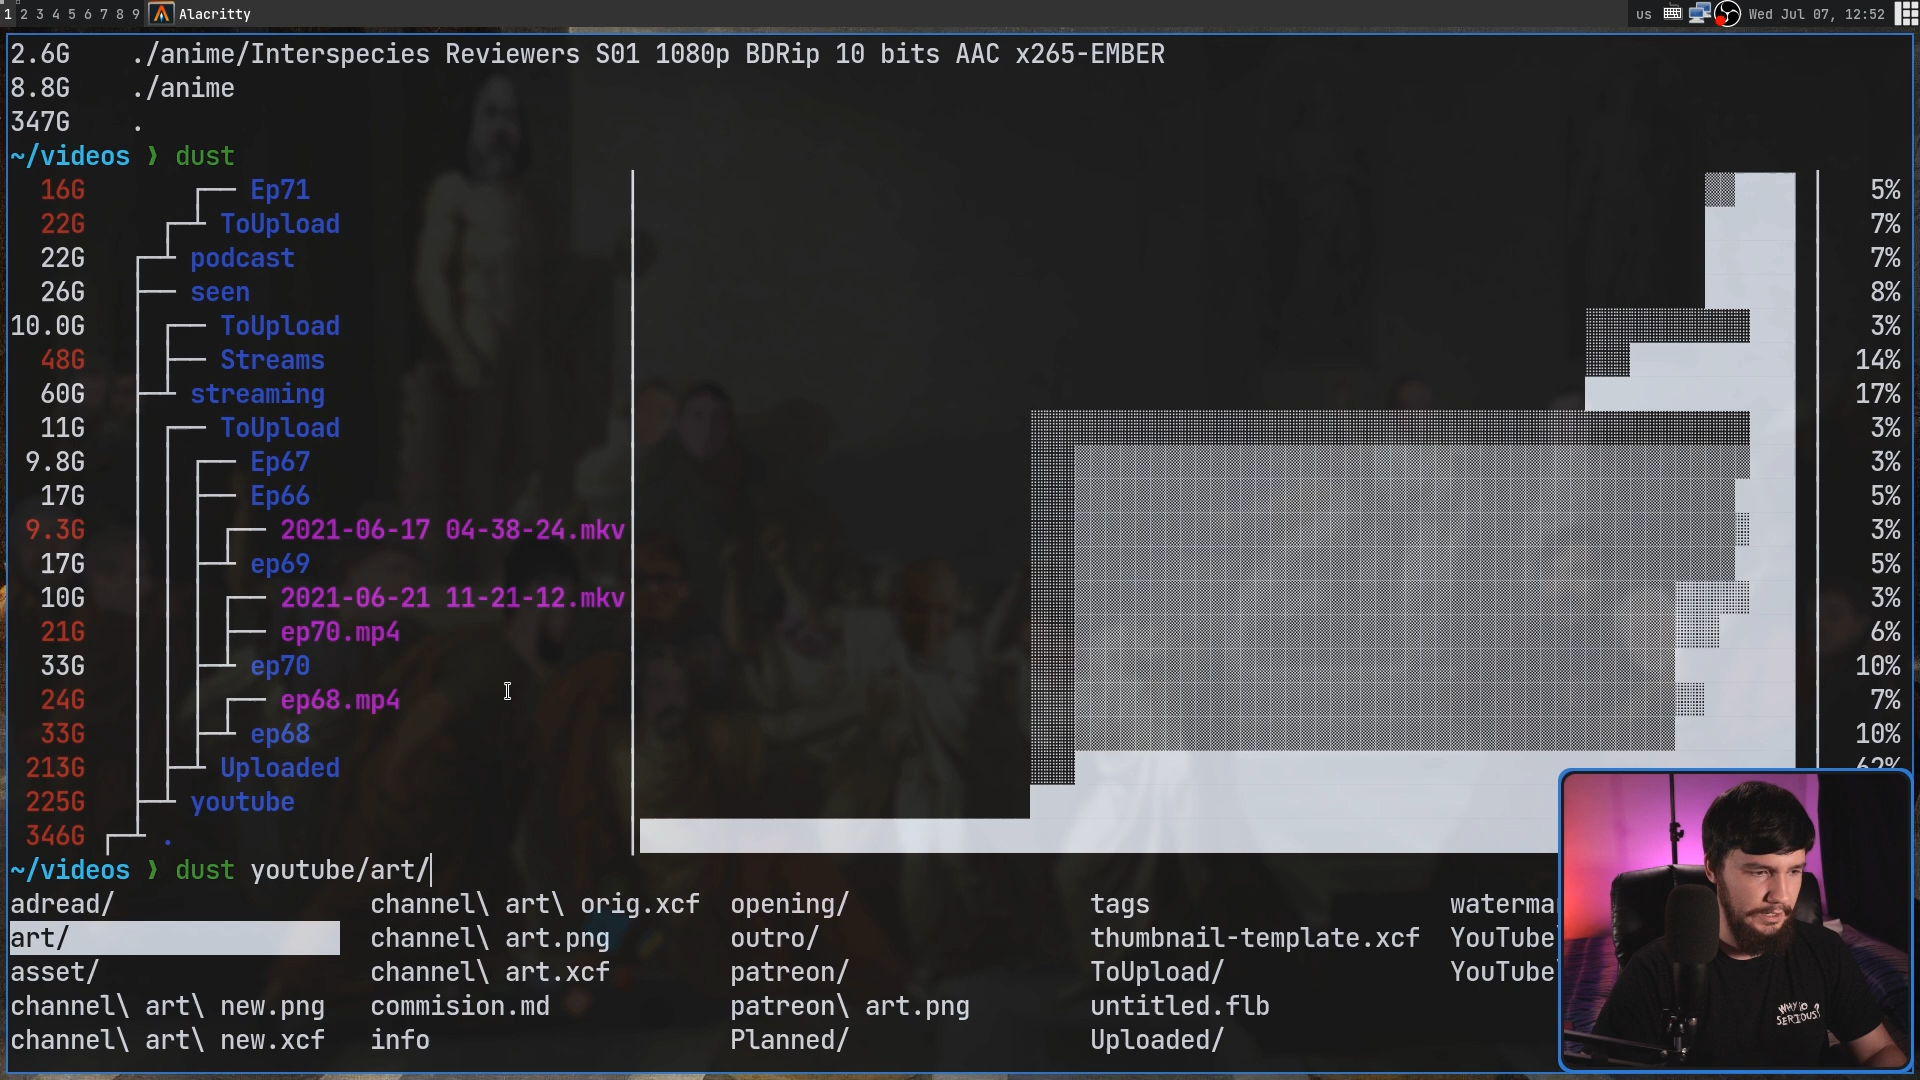 1 2 3 4 5 6 7 8 9 Alacritty us Wed Jul 07, 12:52
2.6G ./anime/Interspecies Reviewers S01 1080p BDRip 10 bits AAC x265-EMBER
8.8G ./anime
347G .
~/videos ❯ dust
16G Ep71 5%
22G ToUpload 7%
22G podcast 7%
26G seen 8%
10.0G ToUpload 3%
48G Streams 14%
60G streaming 17%
11G ToUpload 3%
9.8G Ep67 3%
17G Ep66 5%
9.3G 2021-06-17 04-38-24.mkv 3%
17G ep69 5%
10G 2021-06-21 11-21-12.mkv 3%
21G ep70.mp4 6%
33G ep70 10%
24G ep68.mp4 7%
33G ep68 10%
213G Uploaded 62%
225G youtube
346G .
~/videos ❯ dust youtube/art/
adread/ channel\ art\ orig.xcf opening/ tags waterma
art/ channel\ art.png outro/ thumbnail-template.xcf YouTube
asset/ channel\ art.xcf patreon/ ToUpload/ YouTube
channel\ art\ new.png commision.md patreon\ art.png untitled.flb
channel\ art\ new.xcf info Planned/ Uploaded/
WHY SO
SERIOUS?